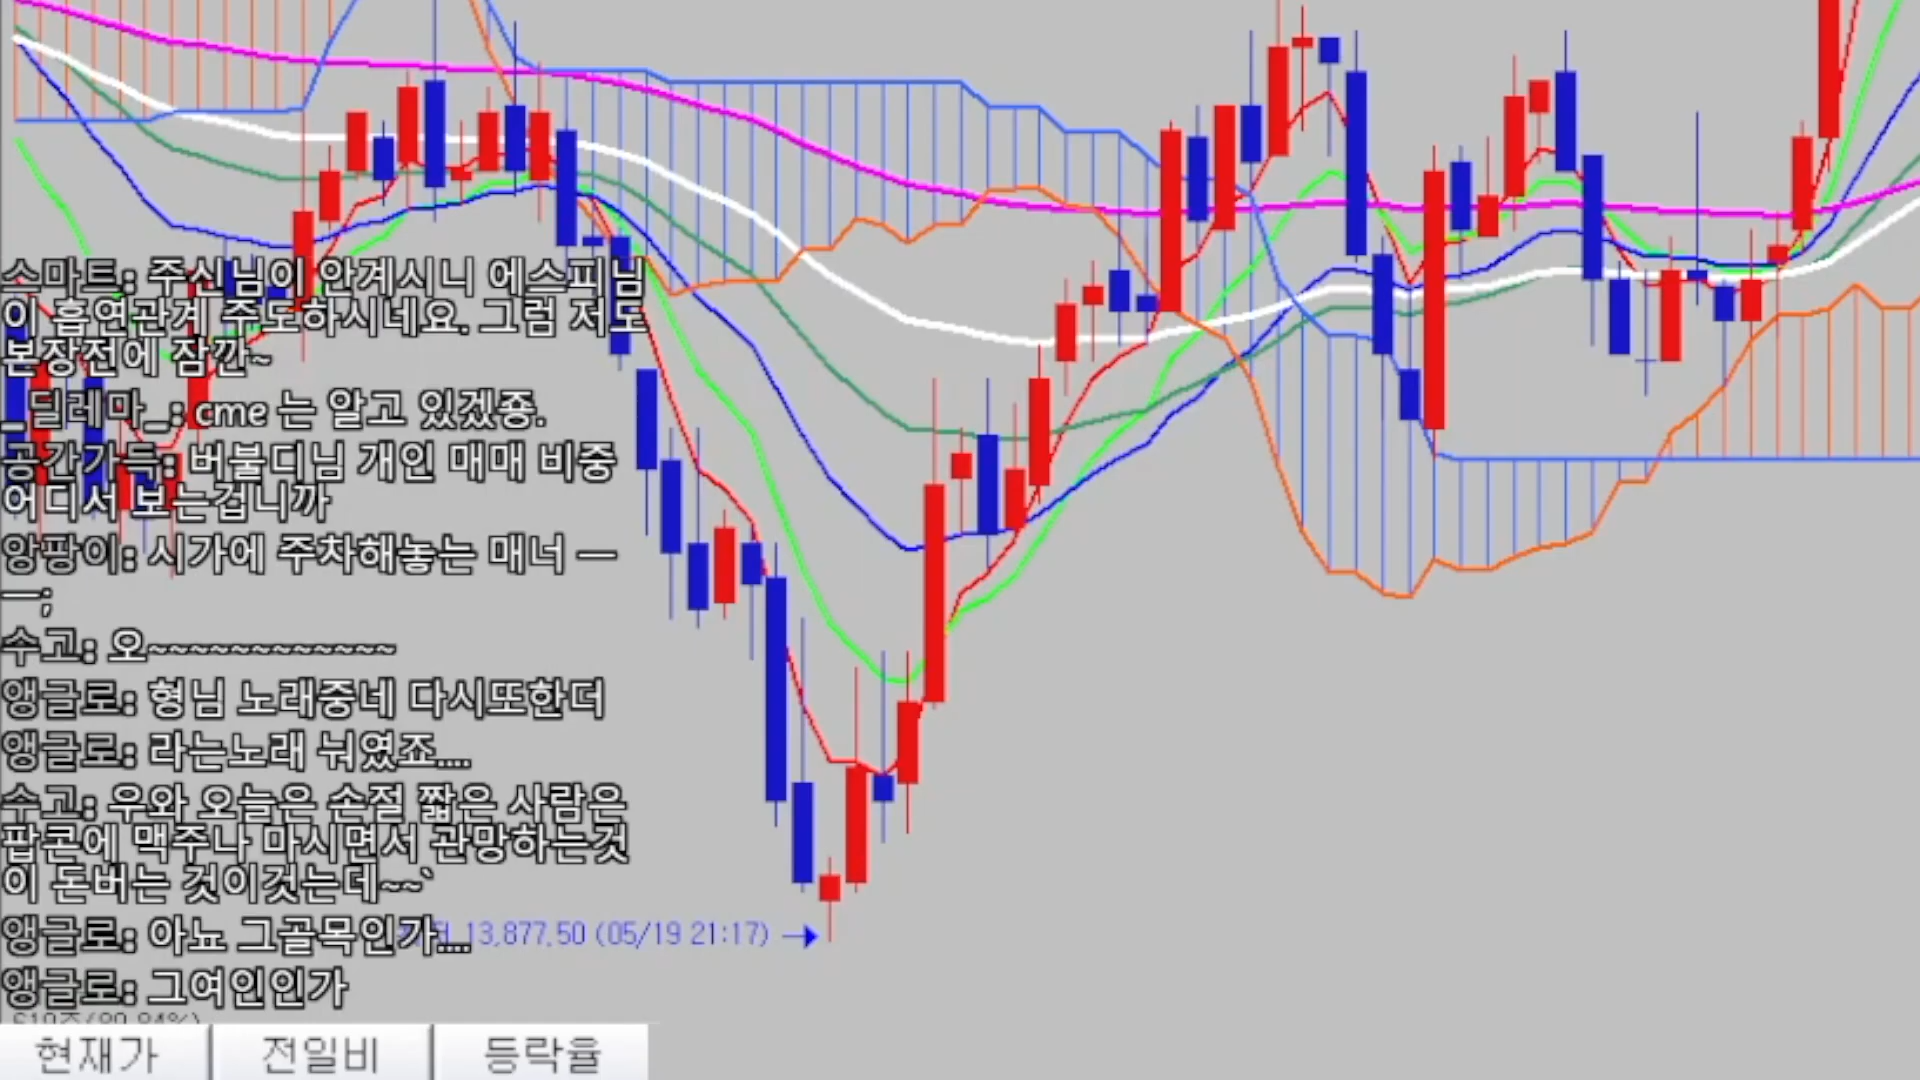 스마트: 주신님이 안계시니 에스피님
이 흡연관계 주도하시네요. 그럼 저도
본장전에 잠깐~
_딜레마_: cme 는 알고 있겠죵.
공간가득: 버불디님 개인 매매 비중
어디서 보는겁니까
앙팡이: 시가에 주차해놓는 매너 ㅡ
ㅡ;
수고: 오~~~~~~~~~~~~
앵글로: 형님 노래중네 다시또한더
앵글로: 라는노래 눠였죠....
수고: 우와 오늘은 손절 짧은 사람은
팝콘에 맥주나 마시면서 관망하는것
이 돈버는 것이것는데~~`
앵글로: 아뇨 그골목인가....
13,877.50 (05/19 21:17)
앵글로: 그여인인가
현재가 전일비 등락율